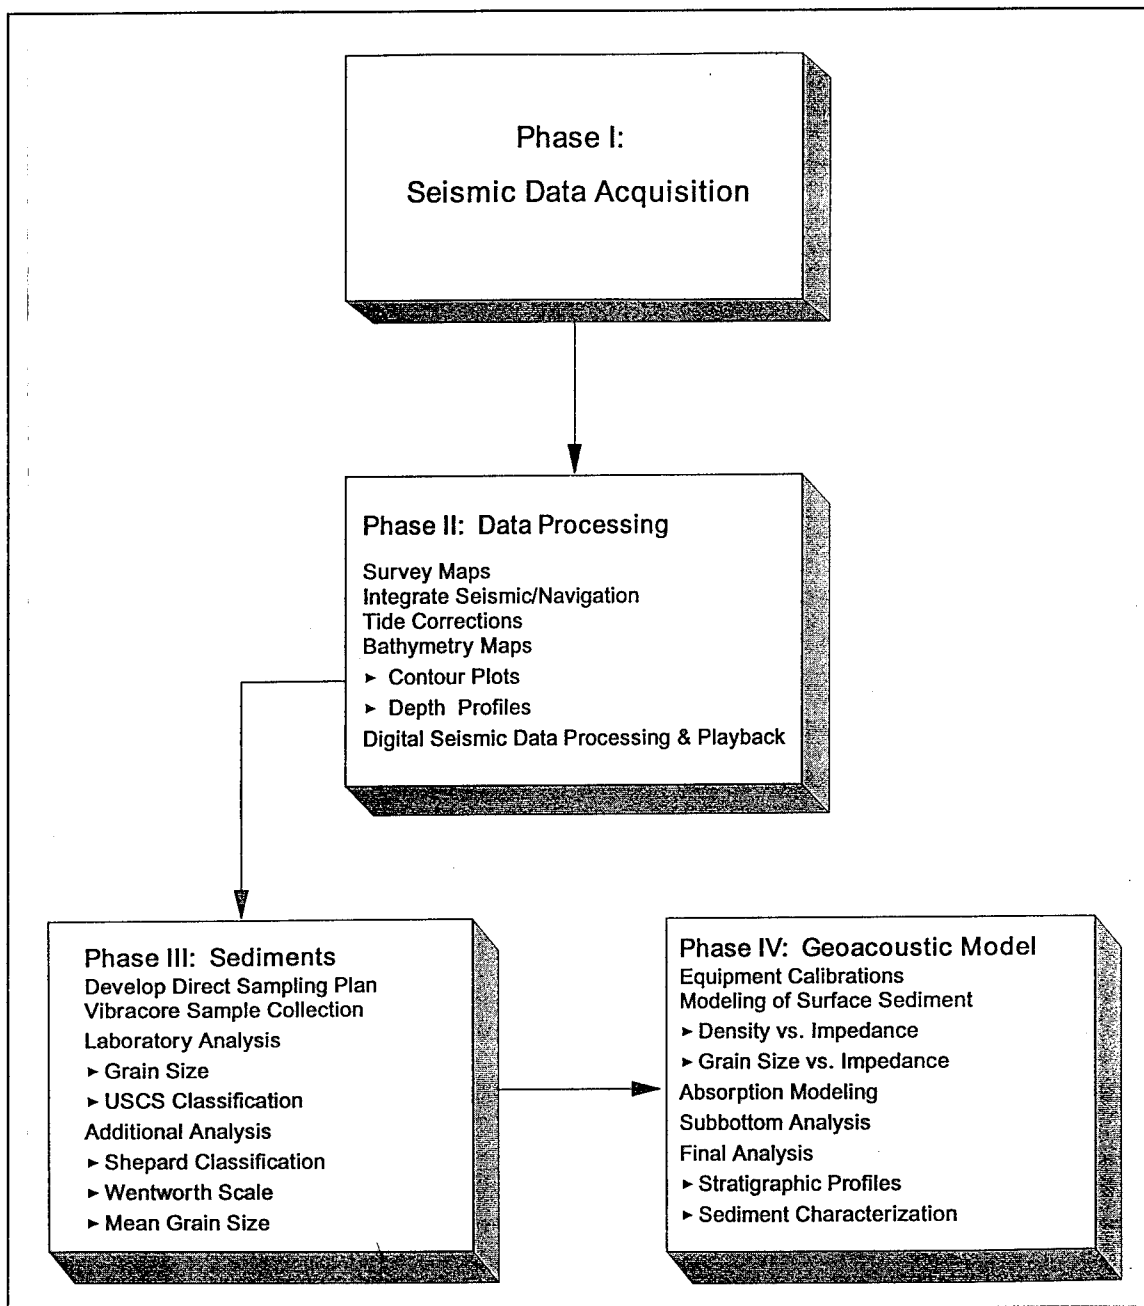 Phase I:
Seismic Data Acquisition
Phase II: Data Processing
Survey Maps
Integrate Seismic/Navigation
Tide Corrections
Bathymetry Maps
► Contour Plots
► Depth Profiles
Digital Seismic Data Processing & Playback
Phase III: Sediments
Develop Direct Sampling Plan
Vibracore Sample Collection
Laboratory Analysis
► Grain Size
► USCS Classification
Additional Analysis
► Shepard Classification
► Wentworth Scale
► Mean Grain Size
Phase IV: Geoacoustic Model
Equipment Calibrations
Modeling of Surface Sediment
► Density vs. Impedance
► Grain Size vs. Impedance
Absorption Modeling
Subbottom Analysis
Final Analysis
► Stratigraphic Profiles
► Sediment Characterization